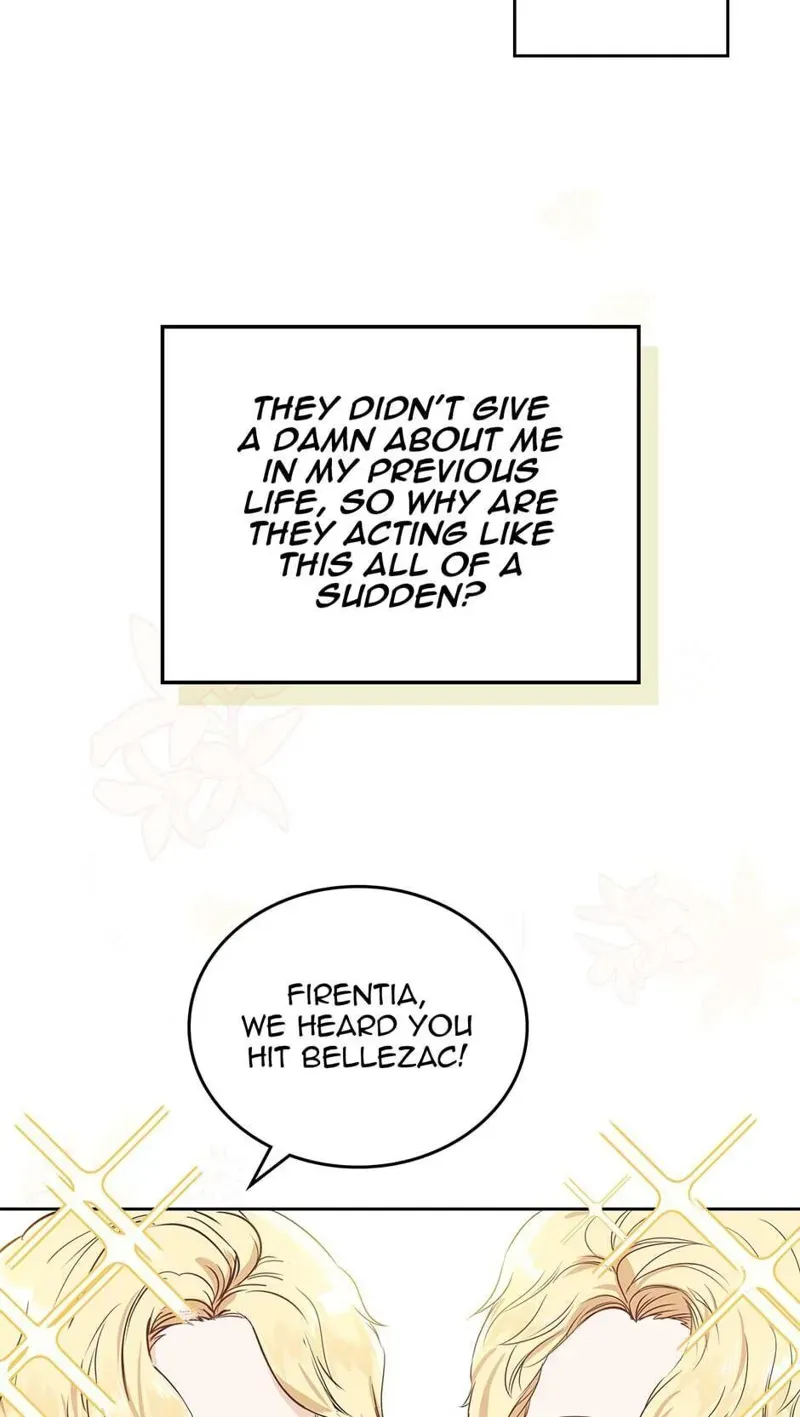 THEY DIDN'T GIVE
A DAMN ABOUT ME
IN MY PREVIOUS
LIFE, SO WHY ARE
THEY ACTING LIKE
THIS ALL OF A
SUDDEN?
FIRENTIA,
WE HEARD YOU
HIT BELLEZAC!